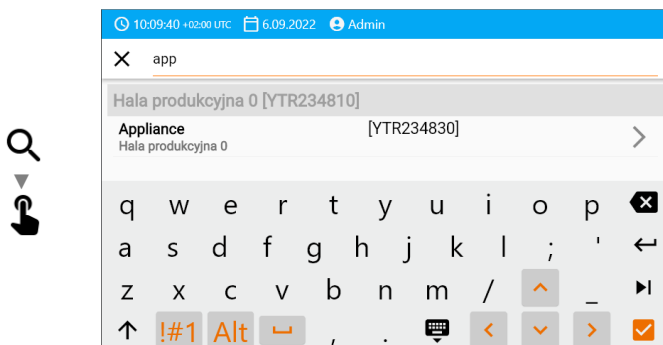 10:09:40 +02:00 UTC 6.09.2022 Admin
app
Hala produkcyjna 0 [YTR234810]
Appliance [YTR234830]
Hala produkcyjna 0
q w e r t y u i o p
a s d f g h j k l ; '
z x c v b n m / _
!#1 Alt , .